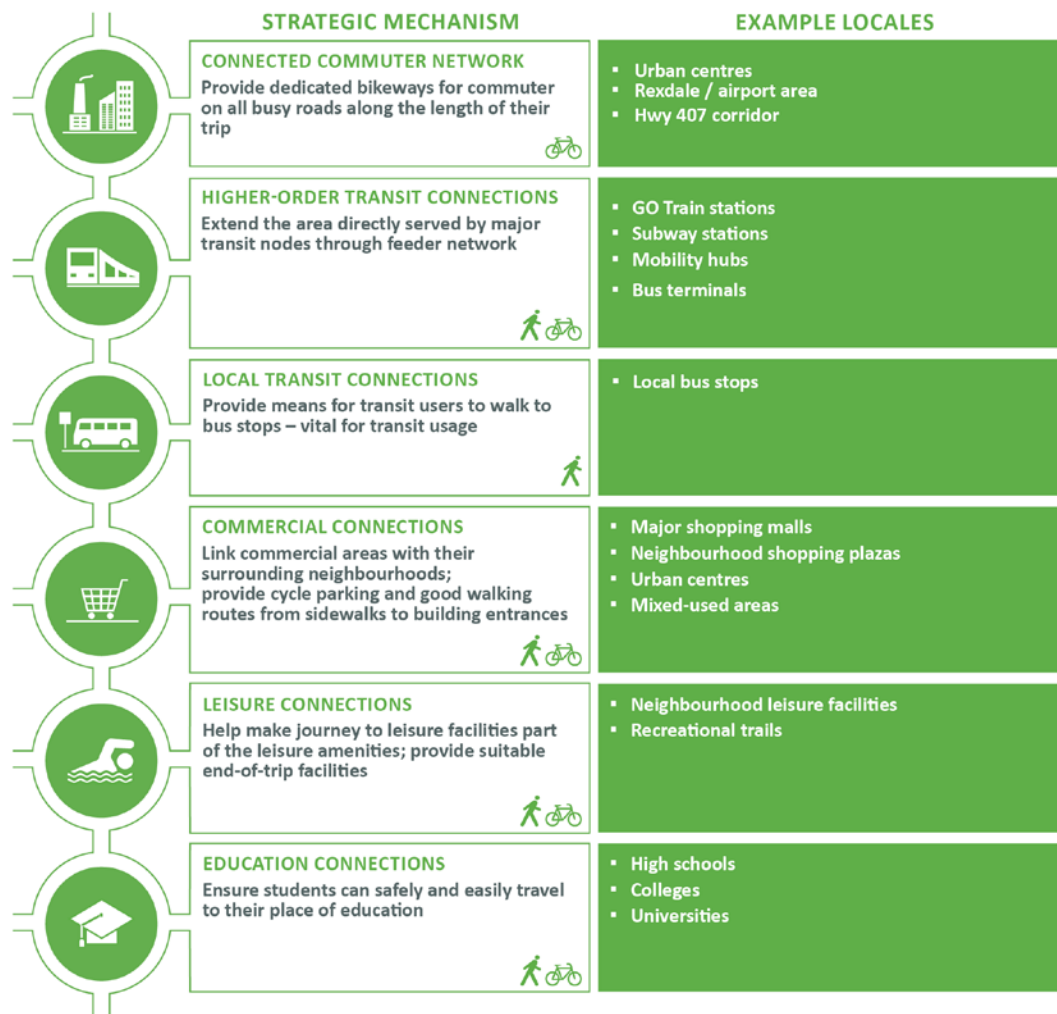 STRATEGIC MECHANISM
EXAMPLE LOCALES
CONNECTED COMMUTER NETWORK
Provide dedicated bikeways for commuter
on all busy roads along the length of their
trip
▪ Urban centres
▪ Rexdale / airport area
▪ Hwy 407 corridor
HIGHER-ORDER TRANSIT CONNECTIONS
Extend the area directly served by major
transit nodes through feeder network
▪ GO Train stations
▪ Subway stations
▪ Mobility hubs
▪ Bus terminals
LOCAL TRANSIT CONNECTIONS
Provide means for transit users to walk to
bus stops – vital for transit usage
▪ Local bus stops
COMMERCIAL CONNECTIONS
Link commercial areas with their
surrounding neighbourhoods;
provide cycle parking and good walking
routes from sidewalks to building entrances
▪ Major shopping malls
▪ Neighbourhood shopping plazas
▪ Urban centres
▪ Mixed-used areas
LEISURE CONNECTIONS
Help make journey to leisure facilities part
of the leisure amenities; provide suitable
end-of-trip facilities
▪ Neighbourhood leisure facilities
▪ Recreational trails
EDUCATION CONNECTIONS
Ensure students can safely and easily travel
to their place of education
▪ High schools
▪ Colleges
▪ Universities